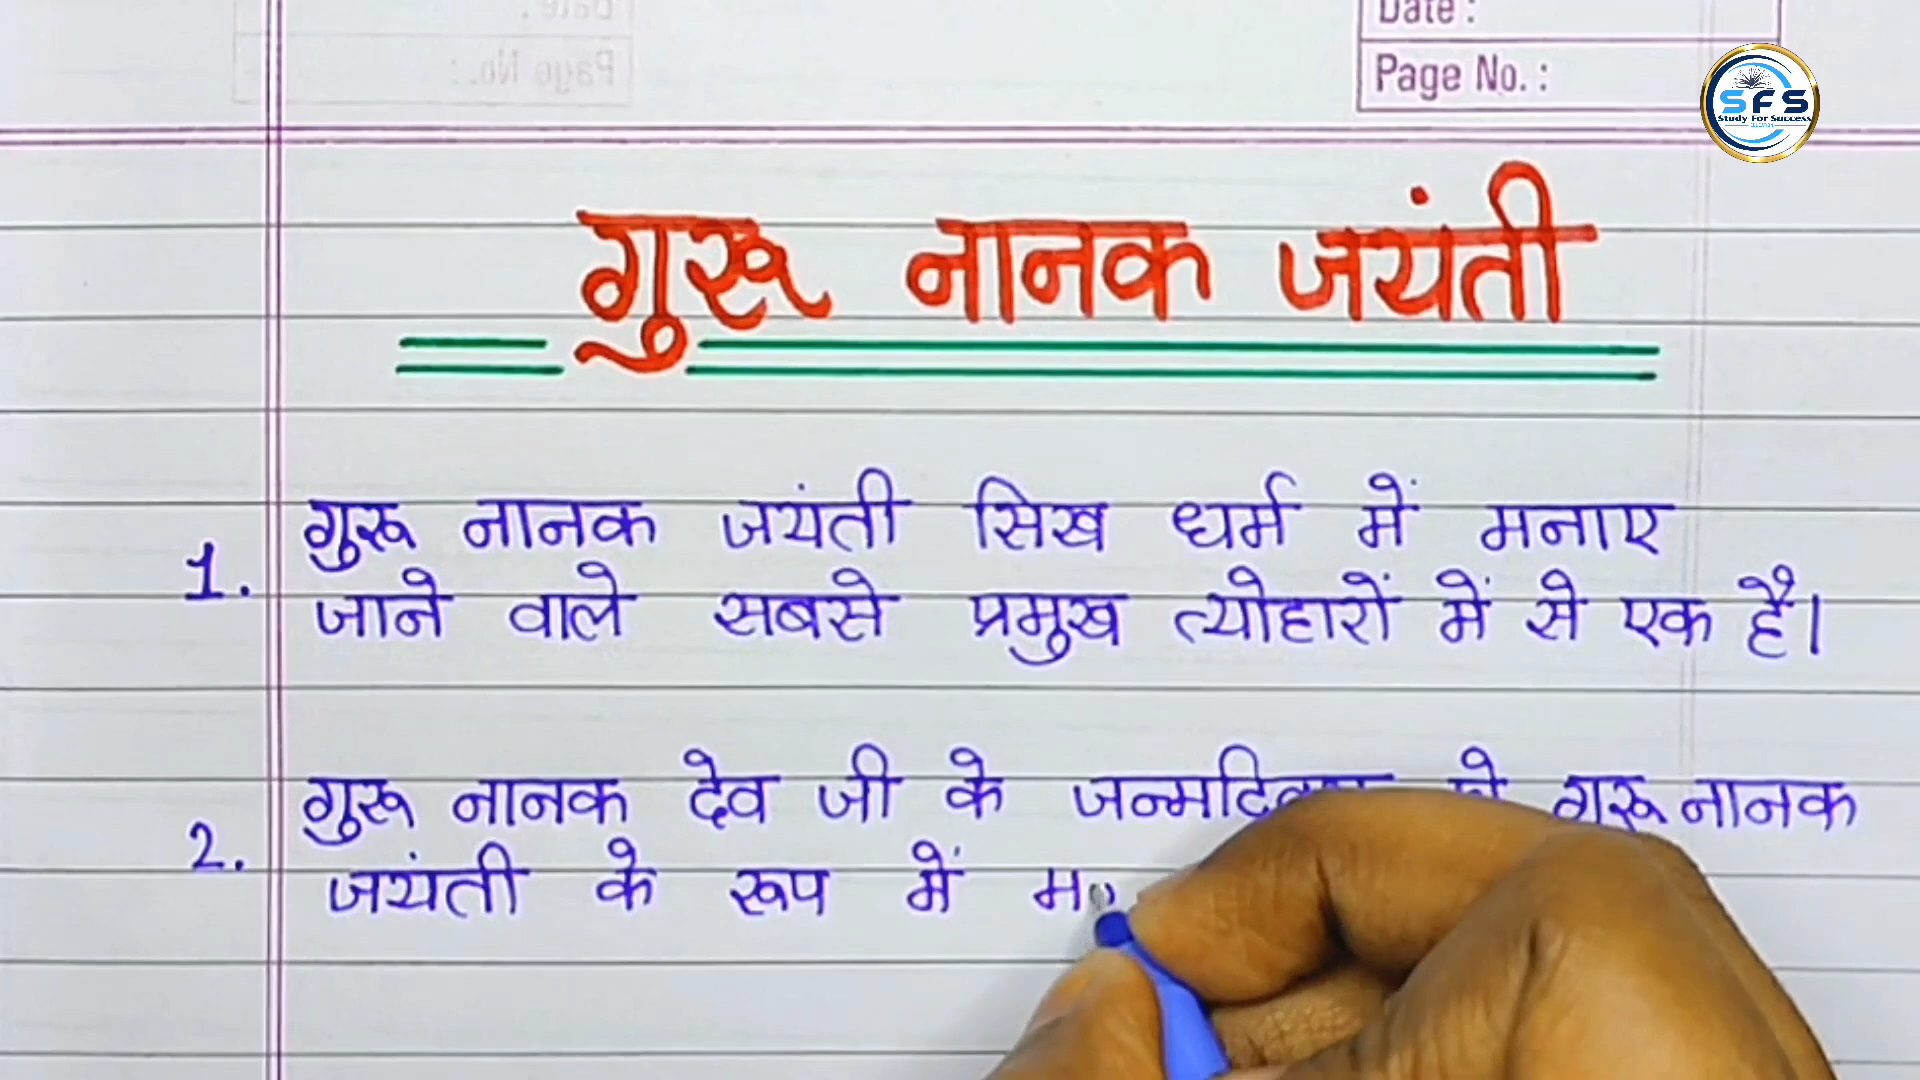 Date :
Page No. :
SFS
Study For Success
गुरू नानक जयंती
1. गुरू नानक जयंती सिख धर्म में मनाए
जाने वाले सबसे प्रमुख त्योहारों में से एक है।
2. गुरू नानक देव जी के गुरू नानक
जयंती के रूप में